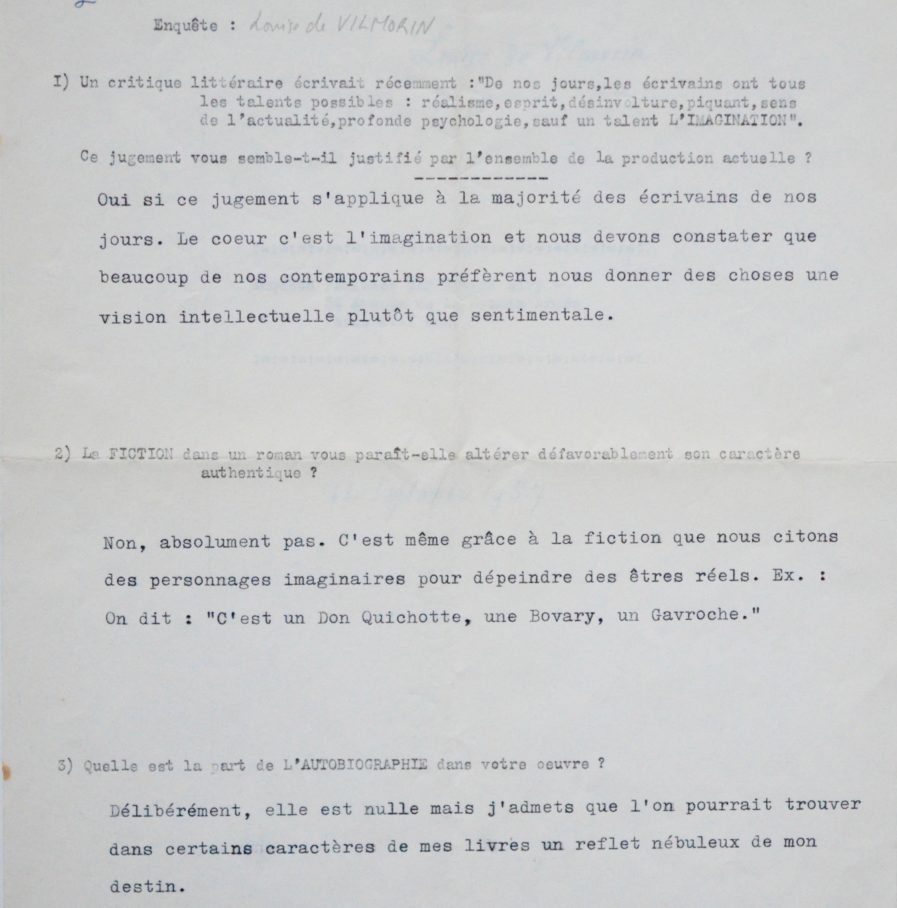 Enquête : Louise de VILMORIN
I) Un critique littéraire écrivait récemment :"De nos jours,les écrivains ont tous
les talents possibles : réalisme,esprit,désinvolture,piquant,sens
de l'actualité,profonde psychologie,sauf un talent L'IMAGINATION".
Ce jugement vous semble-t-il justifié par l'ensemble de la production actuelle ?
------------
Oui si ce jugement s'applique à la majorité des écrivains de nos
jours. Le coeur c'est l'imagination et nous devons constater que
beaucoup de nos contemporains préfèrent nous donner des choses une
vision intellectuelle plutôt que sentimentale.
2) La FICTION dans un roman vous paraît-elle altérer défavorablement son caractère
authentique ?
Non, absolument pas. C'est même grâce à la fiction que nous citons
des personnages imaginaires pour dépeindre des êtres réels. Ex. :
On dit : "C'est un Don Quichotte, une Bovary, un Gavroche."
3) Quelle est la part de L'AUTOBIOGRAPHIE dans votre oeuvre ?
Délibérément, elle est nulle mais j'admets que l'on pourrait trouver
dans certains caractères de mes livres un reflet nébuleux de mon
destin.